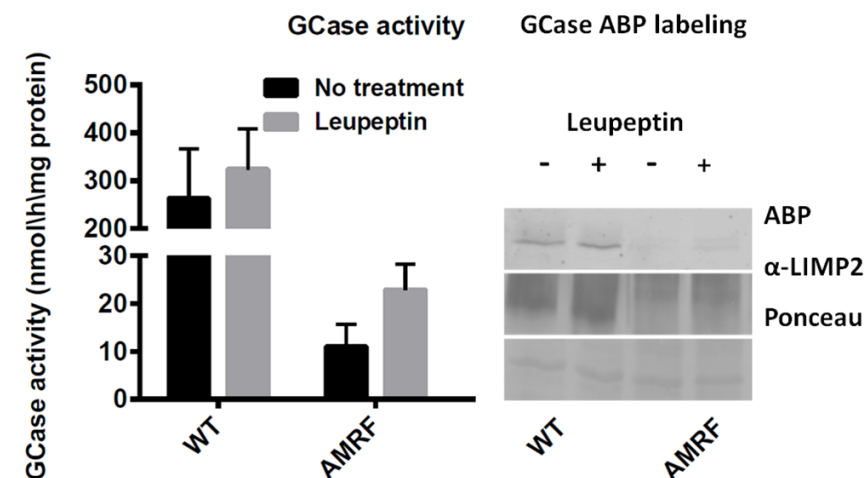 GCase activity
GCase activity (nmol\h\mg protein)
500
400
300
200
30
20
10
0
No treatment
Leupeptin
WT
AMRF
GCase ABP labeling
Leupeptin
- + - +
ABP
α-LIMP2
Ponceau
WT
AMRF